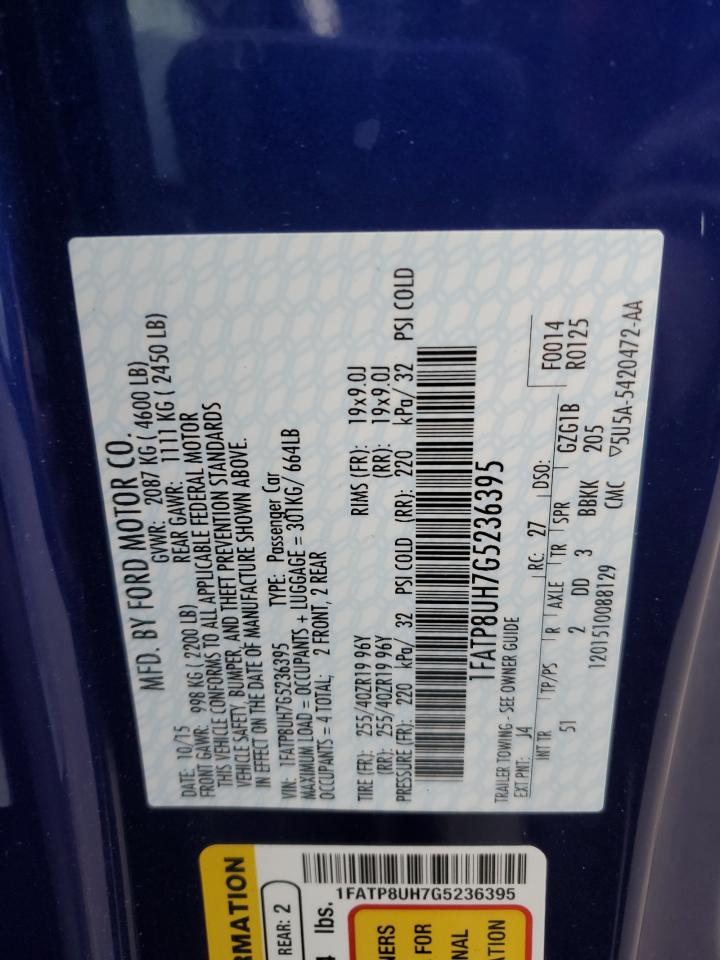 MFD. BY FORD MOTOR CO.
DATE: 10/15 GVWR: 2087 KG ( 4600 LB)
FRONT GAWR: 998 KG ( 2200 LB) REAR GAWR: 1111 KG ( 2450 LB)
THIS VEHICLE CONFORMS TO ALL APPLICABLE FEDERAL MOTOR
VEHICLE SAFETY, BUMPER, AND THEFT PREVENTION STANDARDS
IN EFFECT ON THE DATE OF MANUFACTURE SHOWN ABOVE.
VIN: 1FATP8UH7G5236395 TYPE: Passenger Car
MAXIMUM LOAD = OCCUPANTS + LUGGAGE = 301KG/ 664LB
OCCUPANTS = 4 TOTAL; 2 FRONT, 2 REAR
TIRE (FR): 255/40ZR19 96Y RIMS (FR): 19x9.0J
(RR): 255/40ZR19 96Y (RR): 19x9.0J
PRESSURE (FR): 220 kPa/ 32 PSI COLD (RR): 220 kPa/ 32 PSI COLD
1FATP8UH7G5236395
TRAILER TOWING - SEE OWNER GUIDE
EXT PNT: J4 RC: 27 DSO: F0014
R0125
INT TR TP/PS R AXLE TR SPR GZG1B
51 2 DD 3 BBKK 205
1201510088129 CMC ▽5U5A-5420472-AA
RMATION
REAR: 2
lbs.
1FATP8UH7G5236395
FOR